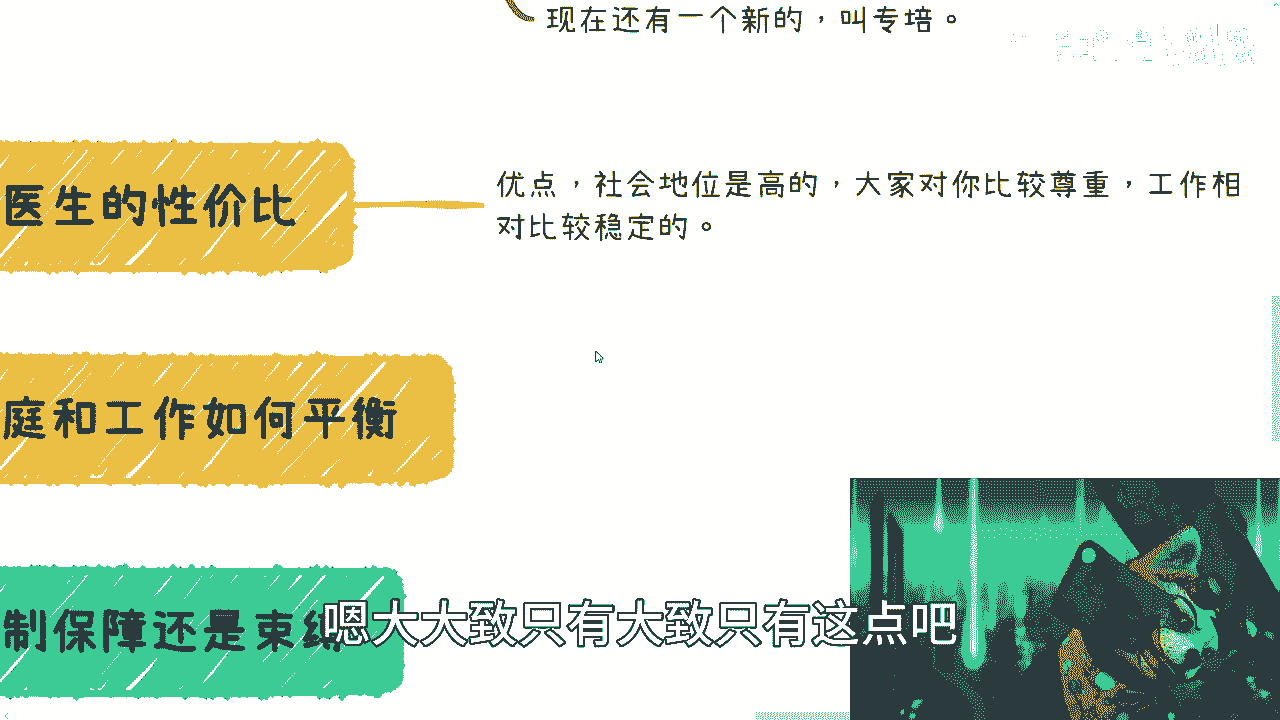 现在还有一个新的，叫专培。
医生的性价比
优点，社会地位是高的，大家对你比较尊重，工作相
对比较稳定的。
庭和工作如何平衡
制保障还是束缚
嗯大大致只有大致只有这点吧